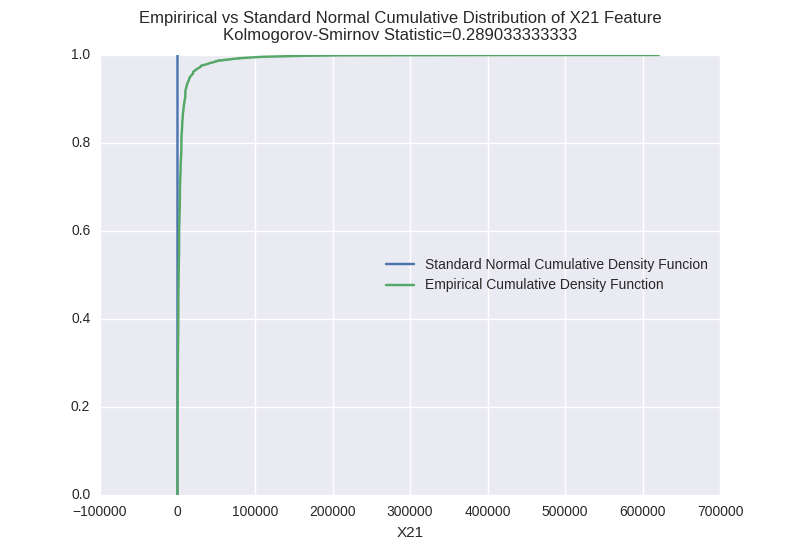 Empririrical vs Standard Normal Cumulative Distribution of X21 Feature
Kolmogorov-Smirnov Statistic=0.289033333333
1.0
0.8
0.6
0.4
0.2
0.0
Standard Normal Cumulative Density Funcion
Empirical Cumulative Density Function
−100000 0 100000 200000 300000 400000 500000 600000 700000
X21